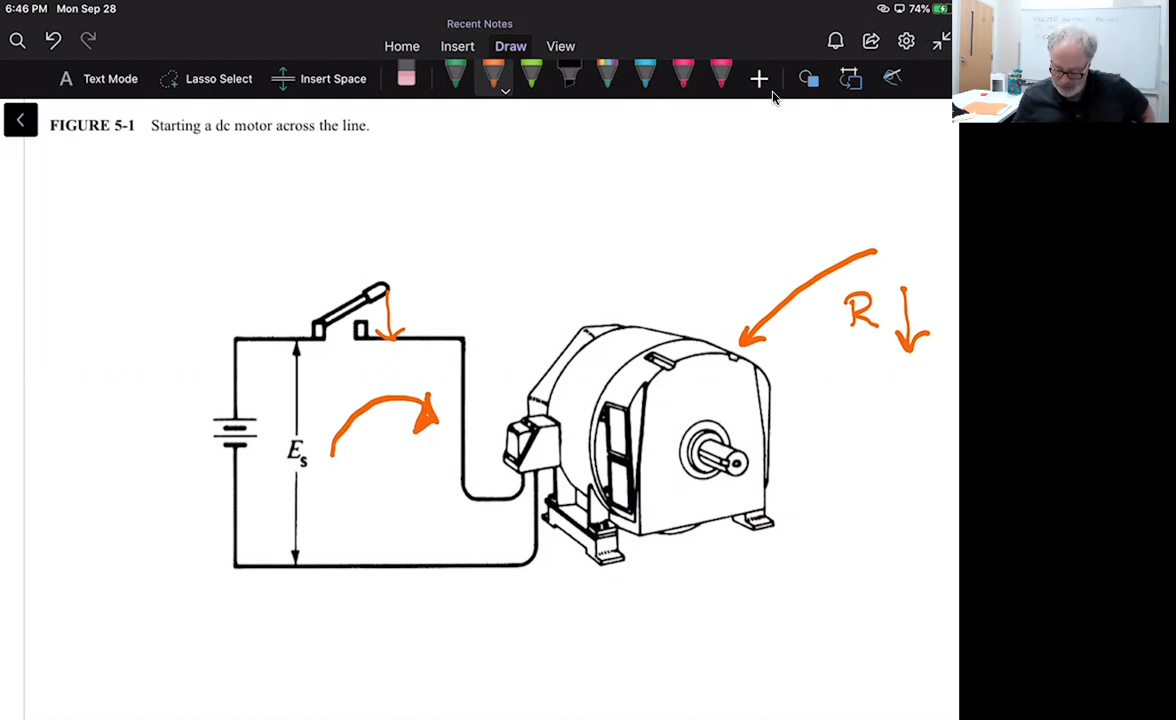 6:46 PM Mon Sep 28
74%
Recent Notes
Home Insert Draw View
A Text Mode Lasso Select Insert Space
FIGURE 5-1 Starting a dc motor across the line.
R
Es